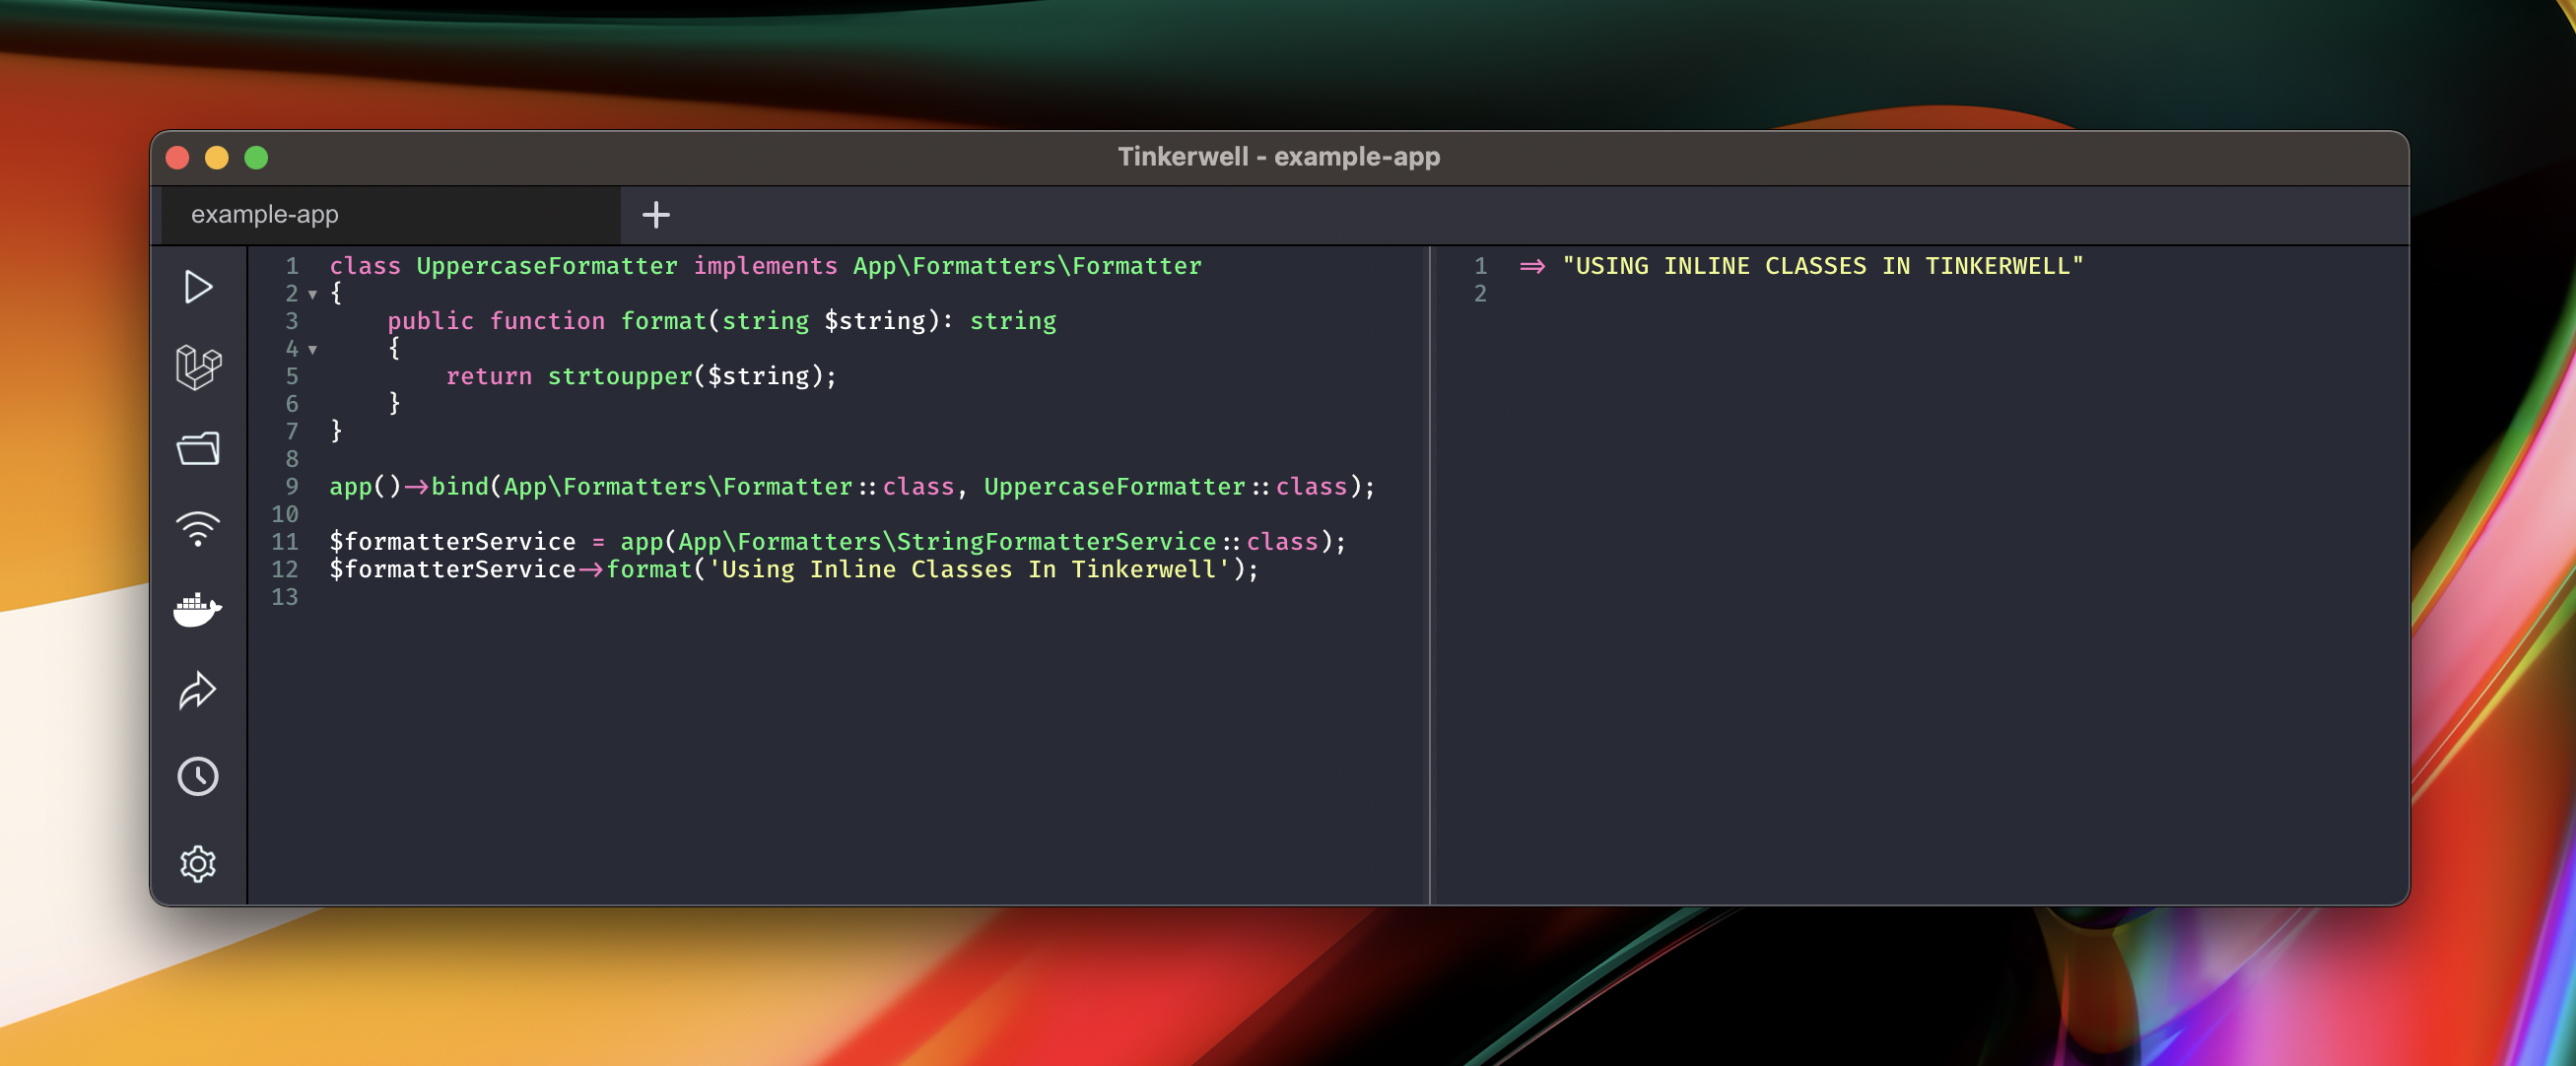 Tinkerwell - example-app
example-app
1 class UppercaseFormatter implements App\Formatters\Formatter
2 {
3     public function format(string $string): string
4     {
5         return strtoupper($string);
6     }
7 }
8
9 app()->bind(App\Formatters\Formatter::class, UppercaseFormatter::class);
10
11 $formatterService = app(App\Formatters\StringFormatterService::class);
12 $formatterService->format('Using Inline Classes In Tinkerwell');
13
1 => "USING INLINE CLASSES IN TINKERWELL"
2